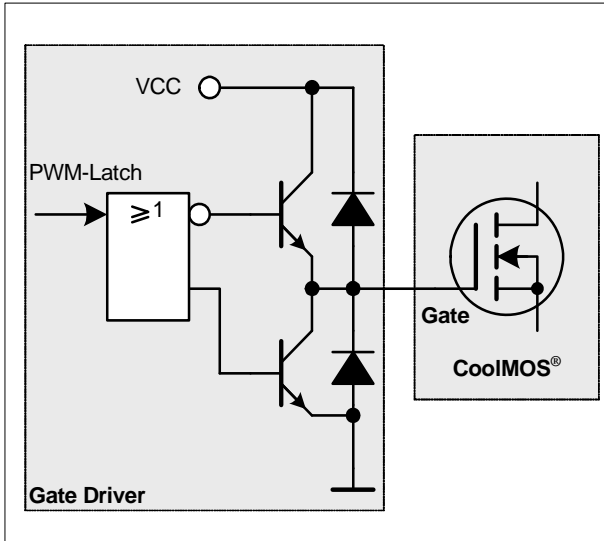 VCC
PWM-Latch
≥1
Gate
CoolMOS®
Gate Driver